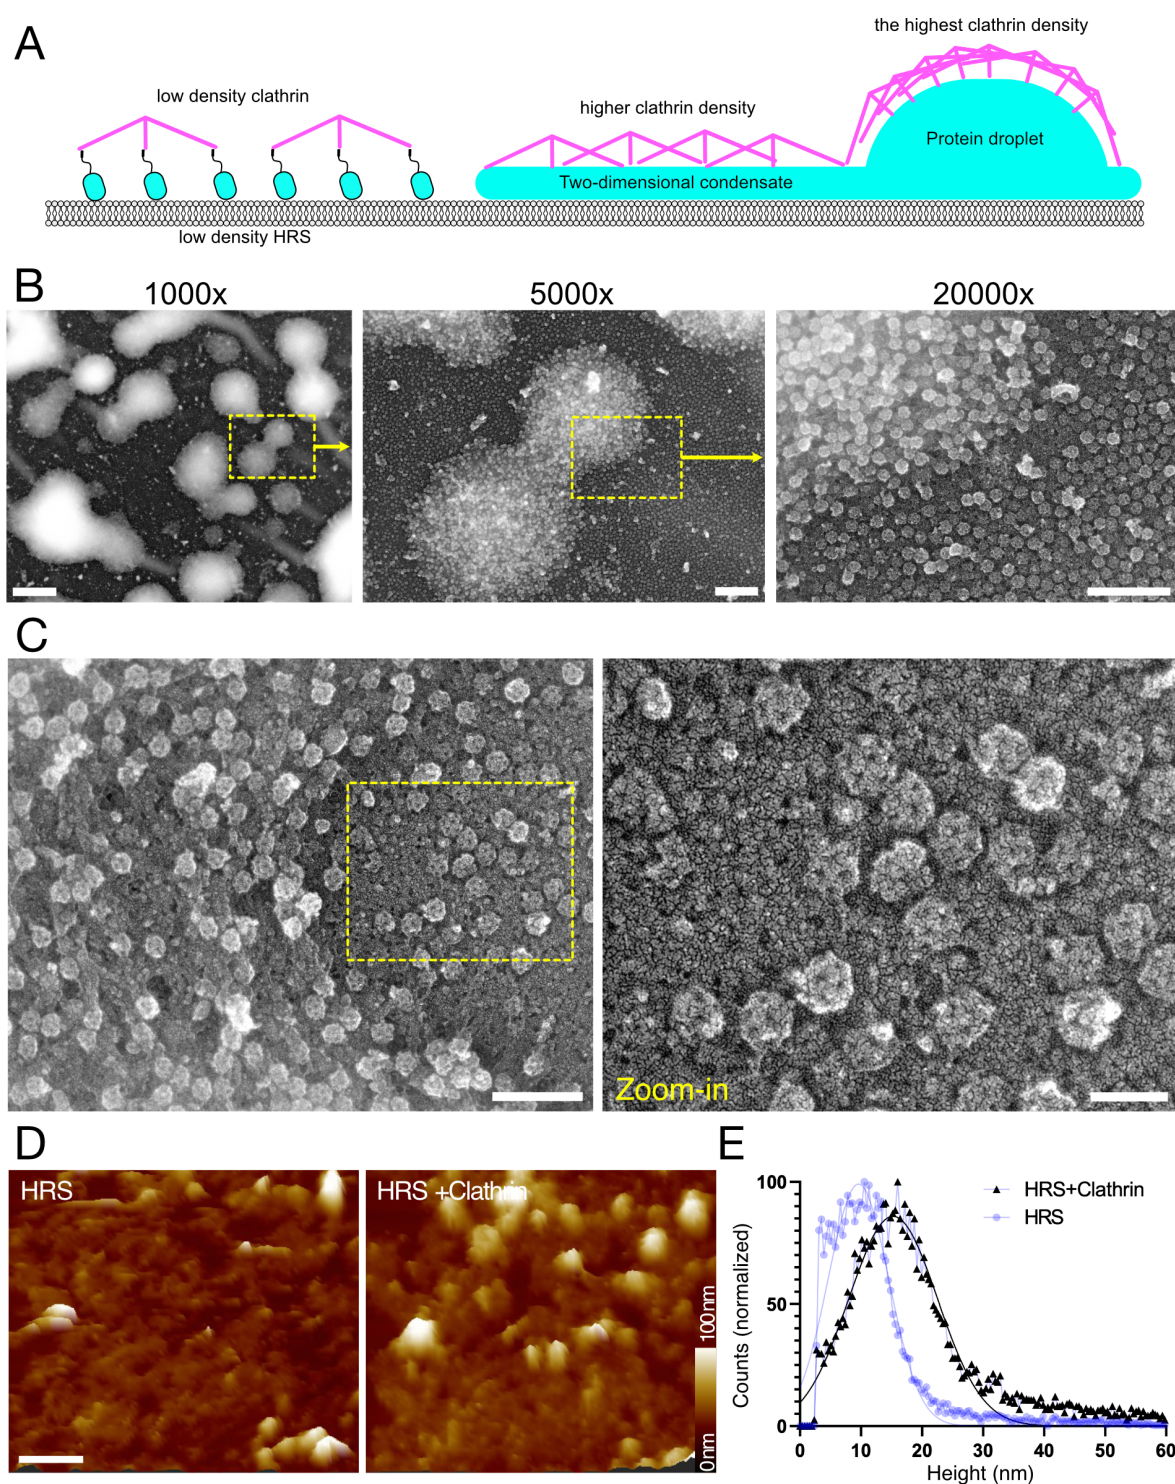 A
the highest clathrin density
low density clathrin
higher clathrin density
Protein droplet
Two-dimensional condensate
low density HRS
B
1000x
5000x
20000x
C
Zoom-in
D
HRS
HRS +Clathrin
100nm
0nm
E
HRS+Clathrin
HRS
Counts (normalized)
100
50
0
0 10 20 30 40 50 60
Height (nm)